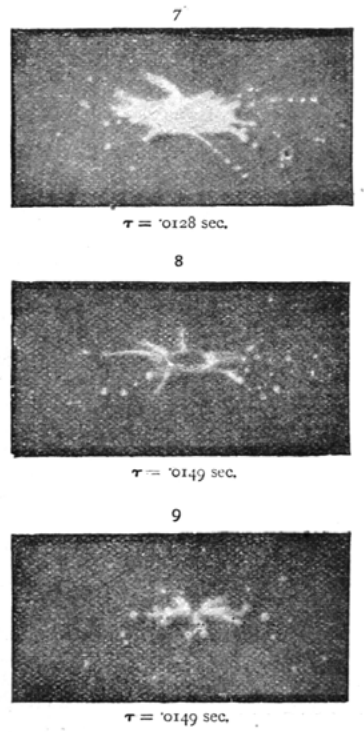 7
τ = ·0128 sec.
8
τ = ·0149 sec.
9
τ = ·0149 sec.